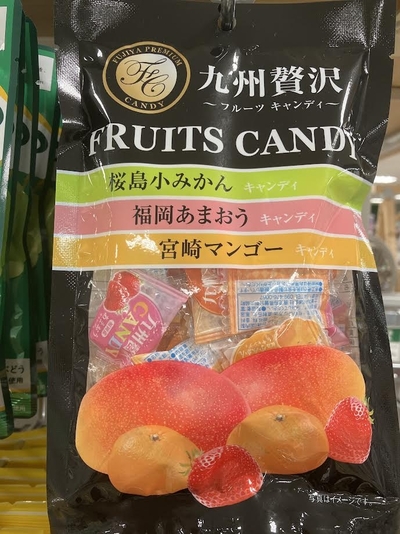 FUJIYA PREMIUM
FC
CANDY
九州贅沢
～フルーツ キャンディ～
FRUITS CANDY
桜島小みかん キャンディ
福岡あまおう キャンディ
宮崎マンゴー キャンディ
CANDY
写真はイメージです。